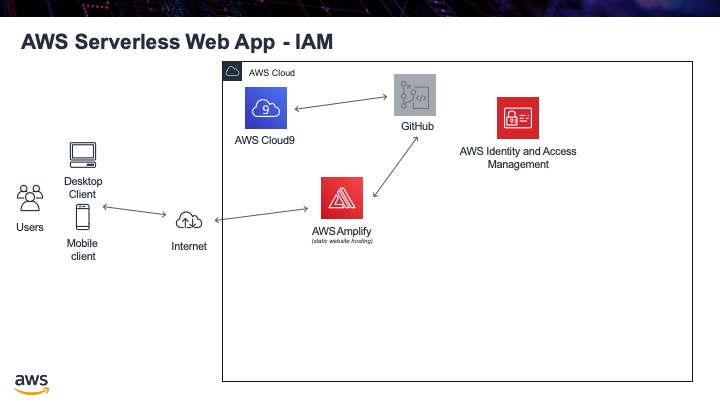 AWS Serverless Web App - IAM
AWS Cloud
9
AWS Cloud9
GitHub
AWS Identity and Access
Management
Desktop
Client
Users
Mobile
client
Internet
AWS Amplify
(static website hosting)
aws